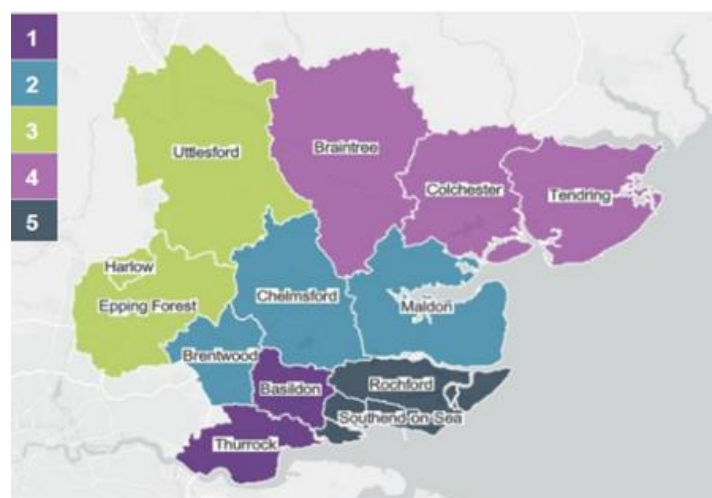 1
2
3
4
5
Uttlesford
Braintree
Colchester
Tendring
Harlow
Epping Forest
Chelmsford
Maldon
Brentwood
Basildon
Rochford
Southend on Sea
Thurrock